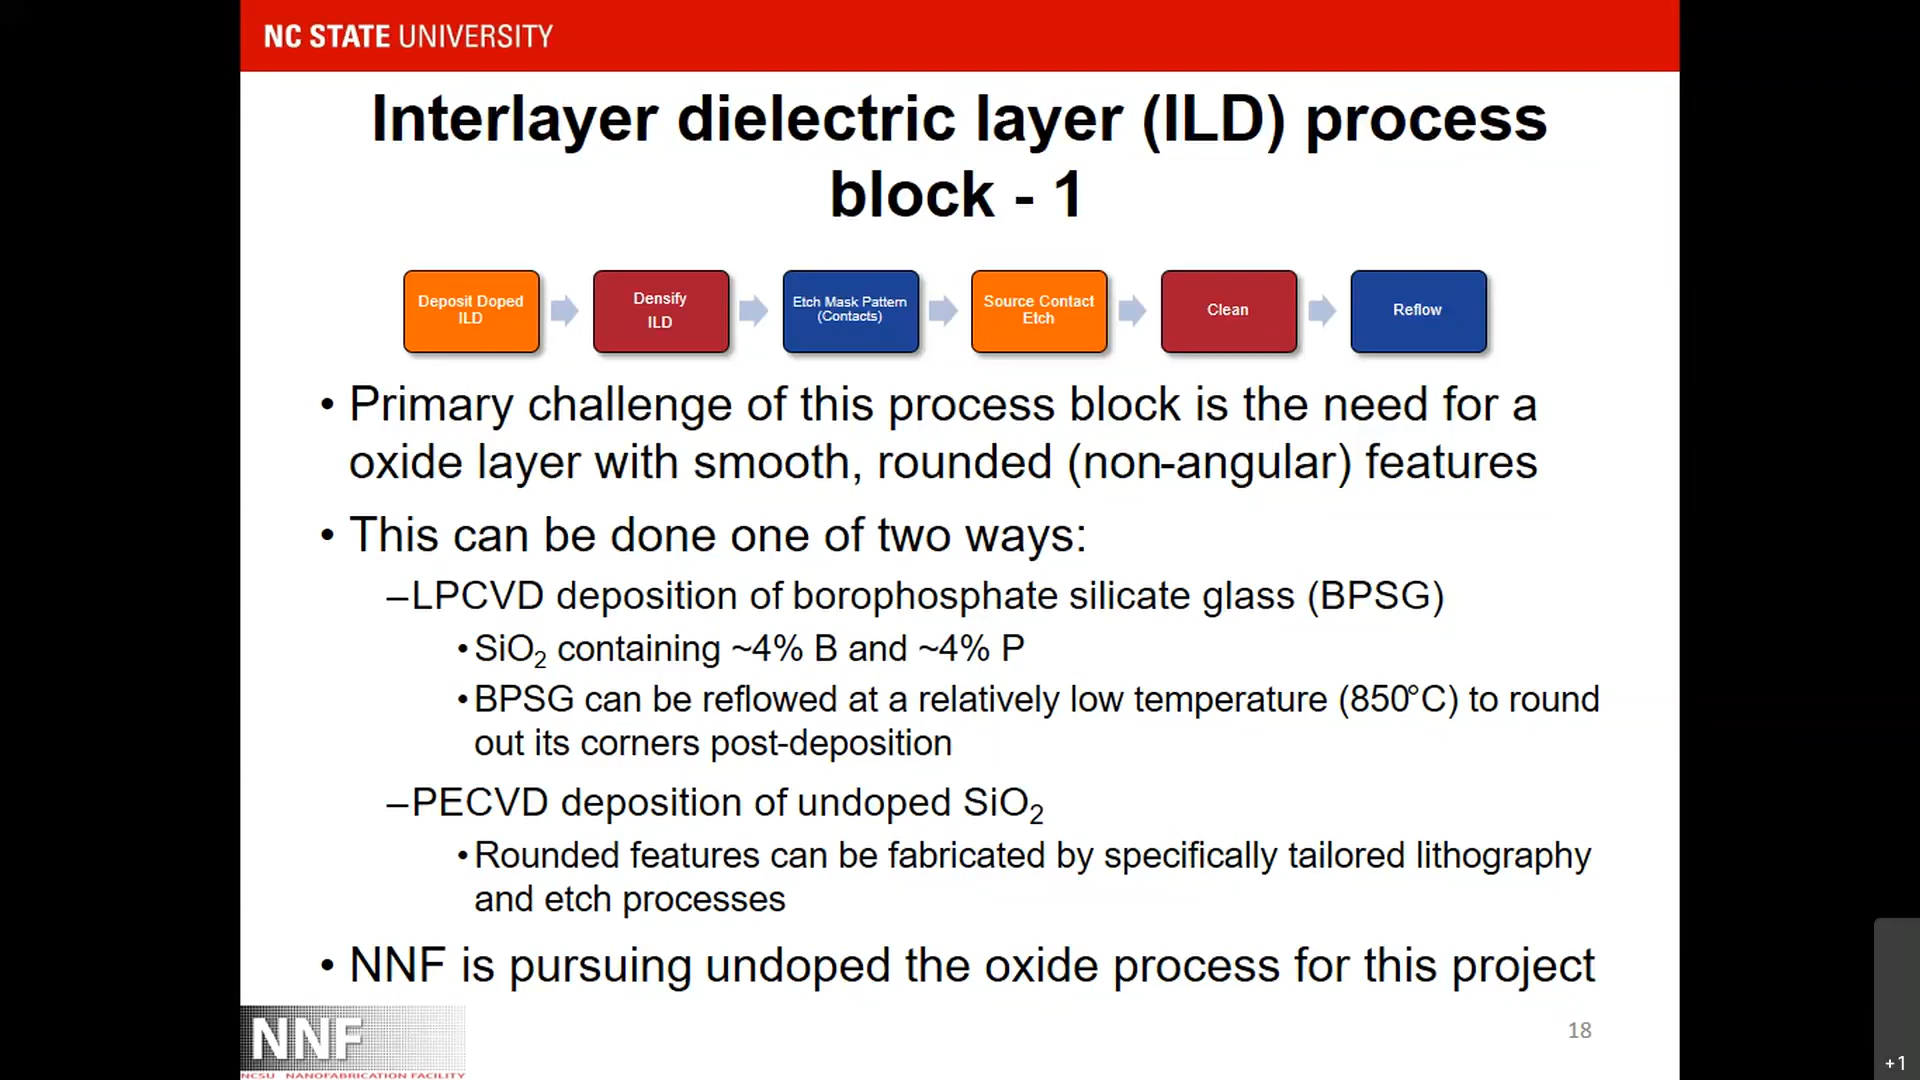 NC STATE UNIVERSITY
Interlayer dielectric layer (ILD) process
block - 1
Deposit Doped
ILD
Densify
ILD
Etch Mask Pattern
(Contacts)
Source Contact
Etch
Clean
Reflow
• Primary challenge of this process block is the need for a
oxide layer with smooth, rounded (non-angular) features
• This can be done one of two ways:
–LPCVD deposition of borophosphate silicate glass (BPSG)
• SiO₂ containing ~4% B and ~4% P
• BPSG can be reflowed at a relatively low temperature (850°C) to round
out its corners post-deposition
–PECVD deposition of undoped SiO₂
• Rounded features can be fabricated by specifically tailored lithography
and etch processes
• NNF is pursuing undoped the oxide process for this project
NNF
NCSU NANOFABRICATION FACILITY
18
+1